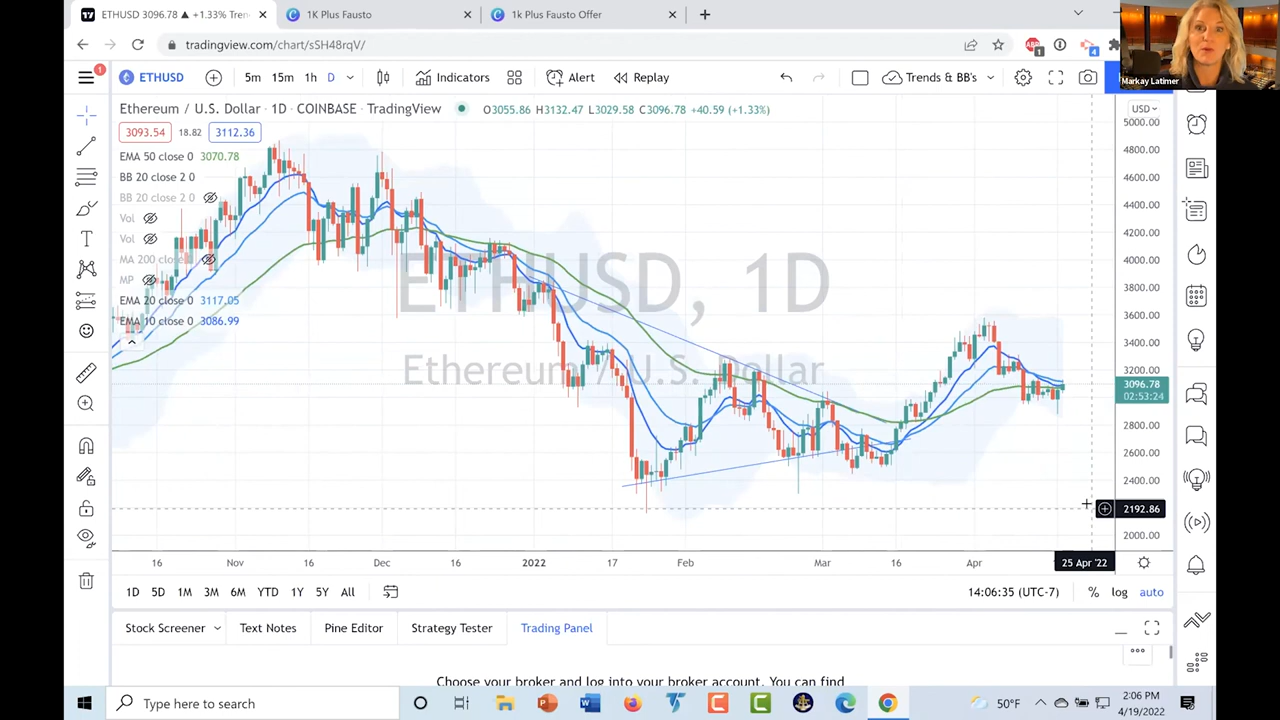 ETHUSD 3096.78 ▲ +1.33% Tren
1K Plus Fausto
1k Plus Fausto Offer
tradingview.com/chart/sSH48rqV/
ABP
1
4
Markay Latimer
1
ETHUSD
5m 15m 1h D
Indicators
Alert
Replay
Trends & BB's
Ethereum / U.S. Dollar · 1D · COINBASE · TradingView
O3055.86 H3132.47 L3029.58 C3096.78 +40.59 (+1.33%)
USD
3093.54 18.82 3112.36
EMA 50 close 0 3070.78
BB 20 close 2 0
BB 20 close 2 0
Vol
Vol
MA 200 close
MP
EMA 20 close 0 3117.05
EMA 10 close 0 3086.99
ETHUSD, 1D
Ethereum / U.S. Dollar
5000.00
4800.00
4600.00
4400.00
4200.00
4000.00
3800.00
3600.00
3400.00
3200.00
3096.78
02:53:24
2800.00
2600.00
2400.00
2192.86
2000.00
16 Nov 16 Dec 16 2022 17 Feb Mar 16 Apr 25 Apr '22
1D 5D 1M 3M 6M YTD 1Y 5Y All
14:06:35 (UTC-7) % log auto
Stock Screener Text Notes Pine Editor Strategy Tester Trading Panel
Choose your broker and log into your broker account. You can find
Type here to search
50°F
2:06 PM
4/19/2022